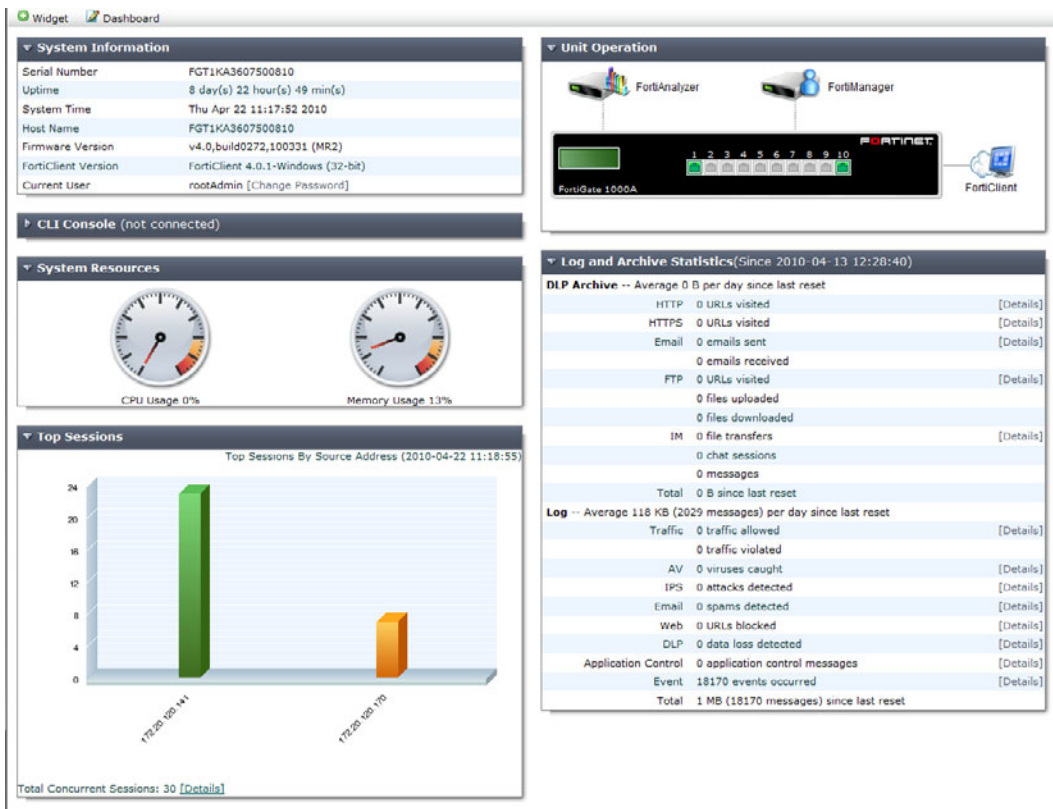 Widget Dashboard
System Information
Serial Number FGT1KA3607500810
Uptime 8 day(s) 22 hour(s) 49 min(s)
System Time Thu Apr 22 11:17:52 2010
Host Name FGT1KA3607500810
Firmware Version v4.0,build0272,100331 (MR2)
FortiClient Version FortiClient 4.0.1-Windows (32-bit)
Current User rootAdmin [Change Password]
CLI Console (not connected)
System Resources
CPU Usage 0% Memory Usage 13%
Top Sessions
Top Sessions By Source Address (2010-04-22 11:18:55)
24
20
16
12
8
4
0
172.20.120.141 172.20.120.170
Total Concurrent Sessions: 30 [Details]
Unit Operation
FortiAnalyzer FortiManager
FORTINET
1 2 3 4 5 6 7 8 9 10
FortiGate 1000A
FortiClient
Log and Archive Statistics(Since 2010-04-13 12:28:40)
DLP Archive -- Average 0 B per day since last reset
HTTP 0 URLs visited [Details]
HTTPS 0 URLs visited [Details]
Email 0 emails sent [Details]
0 emails received
FTP 0 URLs visited [Details]
0 files uploaded
0 files downloaded
IM 0 file transfers [Details]
0 chat sessions
0 messages
Total 0 B since last reset
Log -- Average 118 KB (2029 messages) per day since last reset
Traffic 0 traffic allowed [Details]
0 traffic violated
AV 0 viruses caught [Details]
IPS 0 attacks detected [Details]
Email 0 spams detected [Details]
Web 0 URLs blocked [Details]
DLP 0 data loss detected [Details]
Application Control 0 application control messages [Details]
Event 18170 events occurred [Details]
Total 1 MB (18170 messages) since last reset